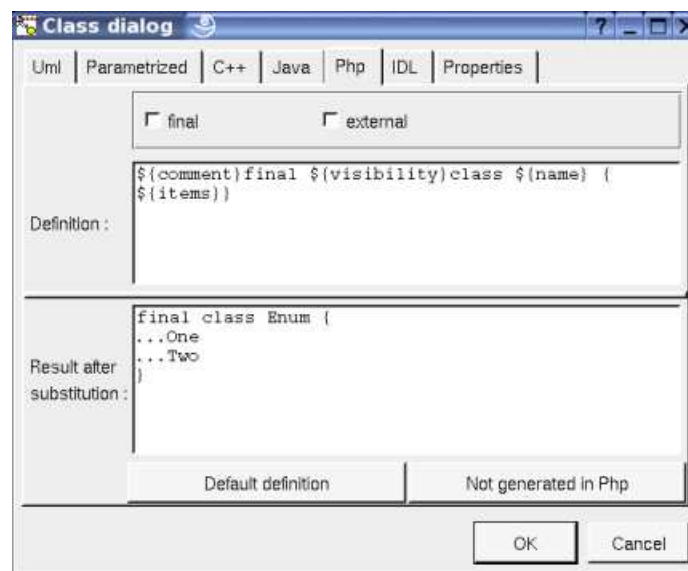 Class dialog
? _ □ X
Uml Parametrized C++ Java Php IDL Properties
final external
Definition :
${comment}final ${visibility}class ${name} {
${items}}
Result after
substitution :
final class Enum {
...One
...Two
}
Default definition Not generated in Php
OK Cancel